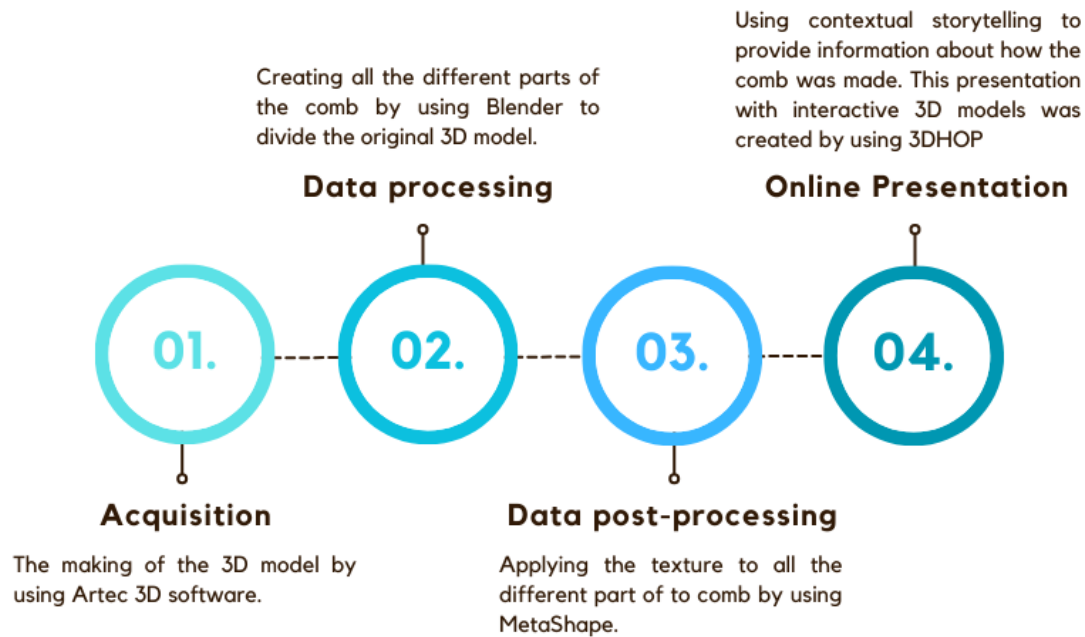 Using contextual storytelling to
provide information about how the
comb was made. This presentation
with interactive 3D models was
created by using 3DHOP
Creating all the different parts of
the comb by using Blender to
divide the original 3D model.
Data processing
Online Presentation
01.
02.
03.
04.
Acquisition
The making of the 3D model by
using Artec 3D software.
Data post-processing
Applying the texture to all the
different part of to comb by using
MetaShape.